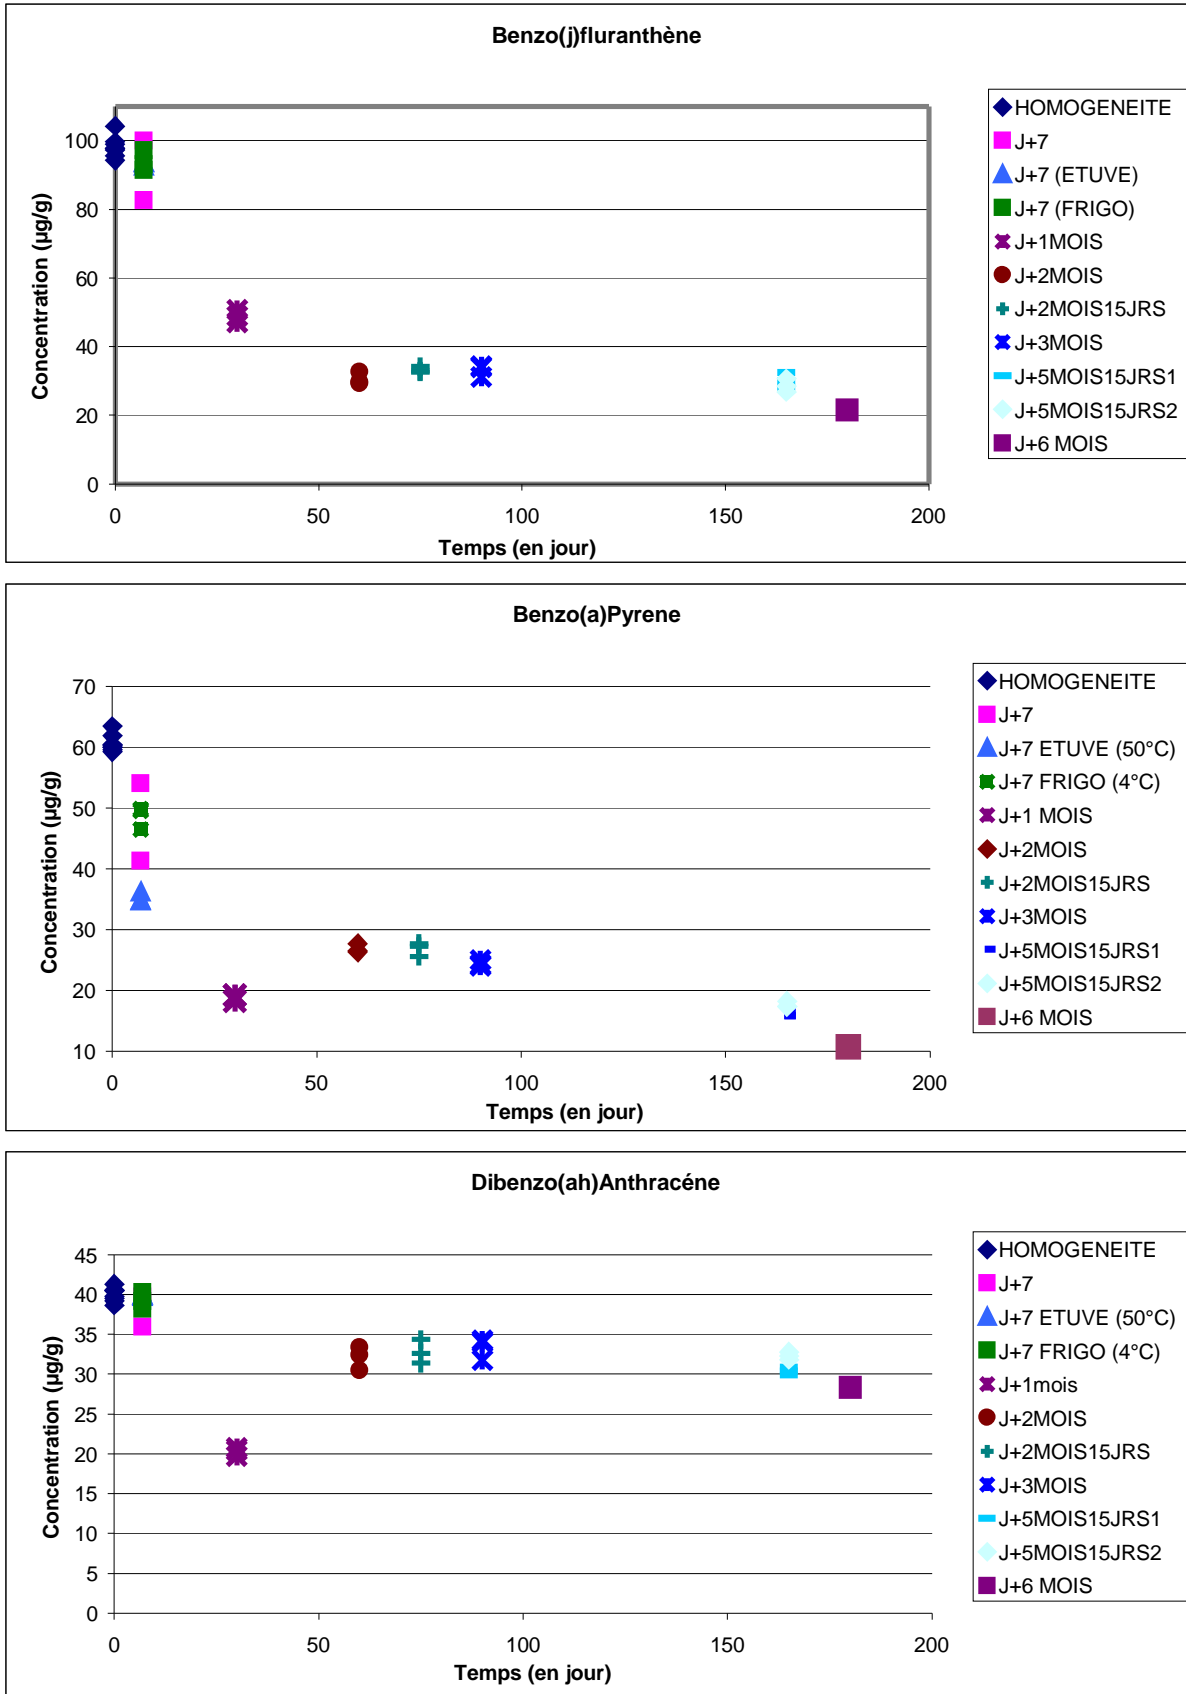 Benzo(j)fluranthène
Concentration (µg/g)
100
80
60
40
20
0
0 50 100 150 200
Temps (en jour)
HOMOGENEITE
J+7
J+7 (ETUVE)
J+7 (FRIGO)
J+1MOIS
J+2MOIS
J+2MOIS15JRS
J+3MOIS
J+5MOIS15JRS1
J+5MOIS15JRS2
J+6 MOIS
Benzo(a)Pyrene
Concentration (µg/g)
70
60
50
40
30
20
10
0 50 100 150 200
Temps (en jour)
HOMOGENEITE
J+7
J+7 ETUVE (50°C)
J+7 FRIGO (4°C)
J+1 MOIS
J+2MOIS
J+2MOIS15JRS
J+3MOIS
J+5MOIS15JRS1
J+5MOIS15JRS2
J+6 MOIS
Dibenzo(ah)Anthracéne
Concentration (µg/g)
45
40
35
30
25
20
15
10
5
0
0 50 100 150 200
Temps (en jour)
HOMOGENEITE
J+7
J+7 ETUVE (50°C)
J+7 FRIGO (4°C)
J+1mois
J+2MOIS
J+2MOIS15JRS
J+3MOIS
J+5MOIS15JRS1
J+5MOIS15JRS2
J+6 MOIS